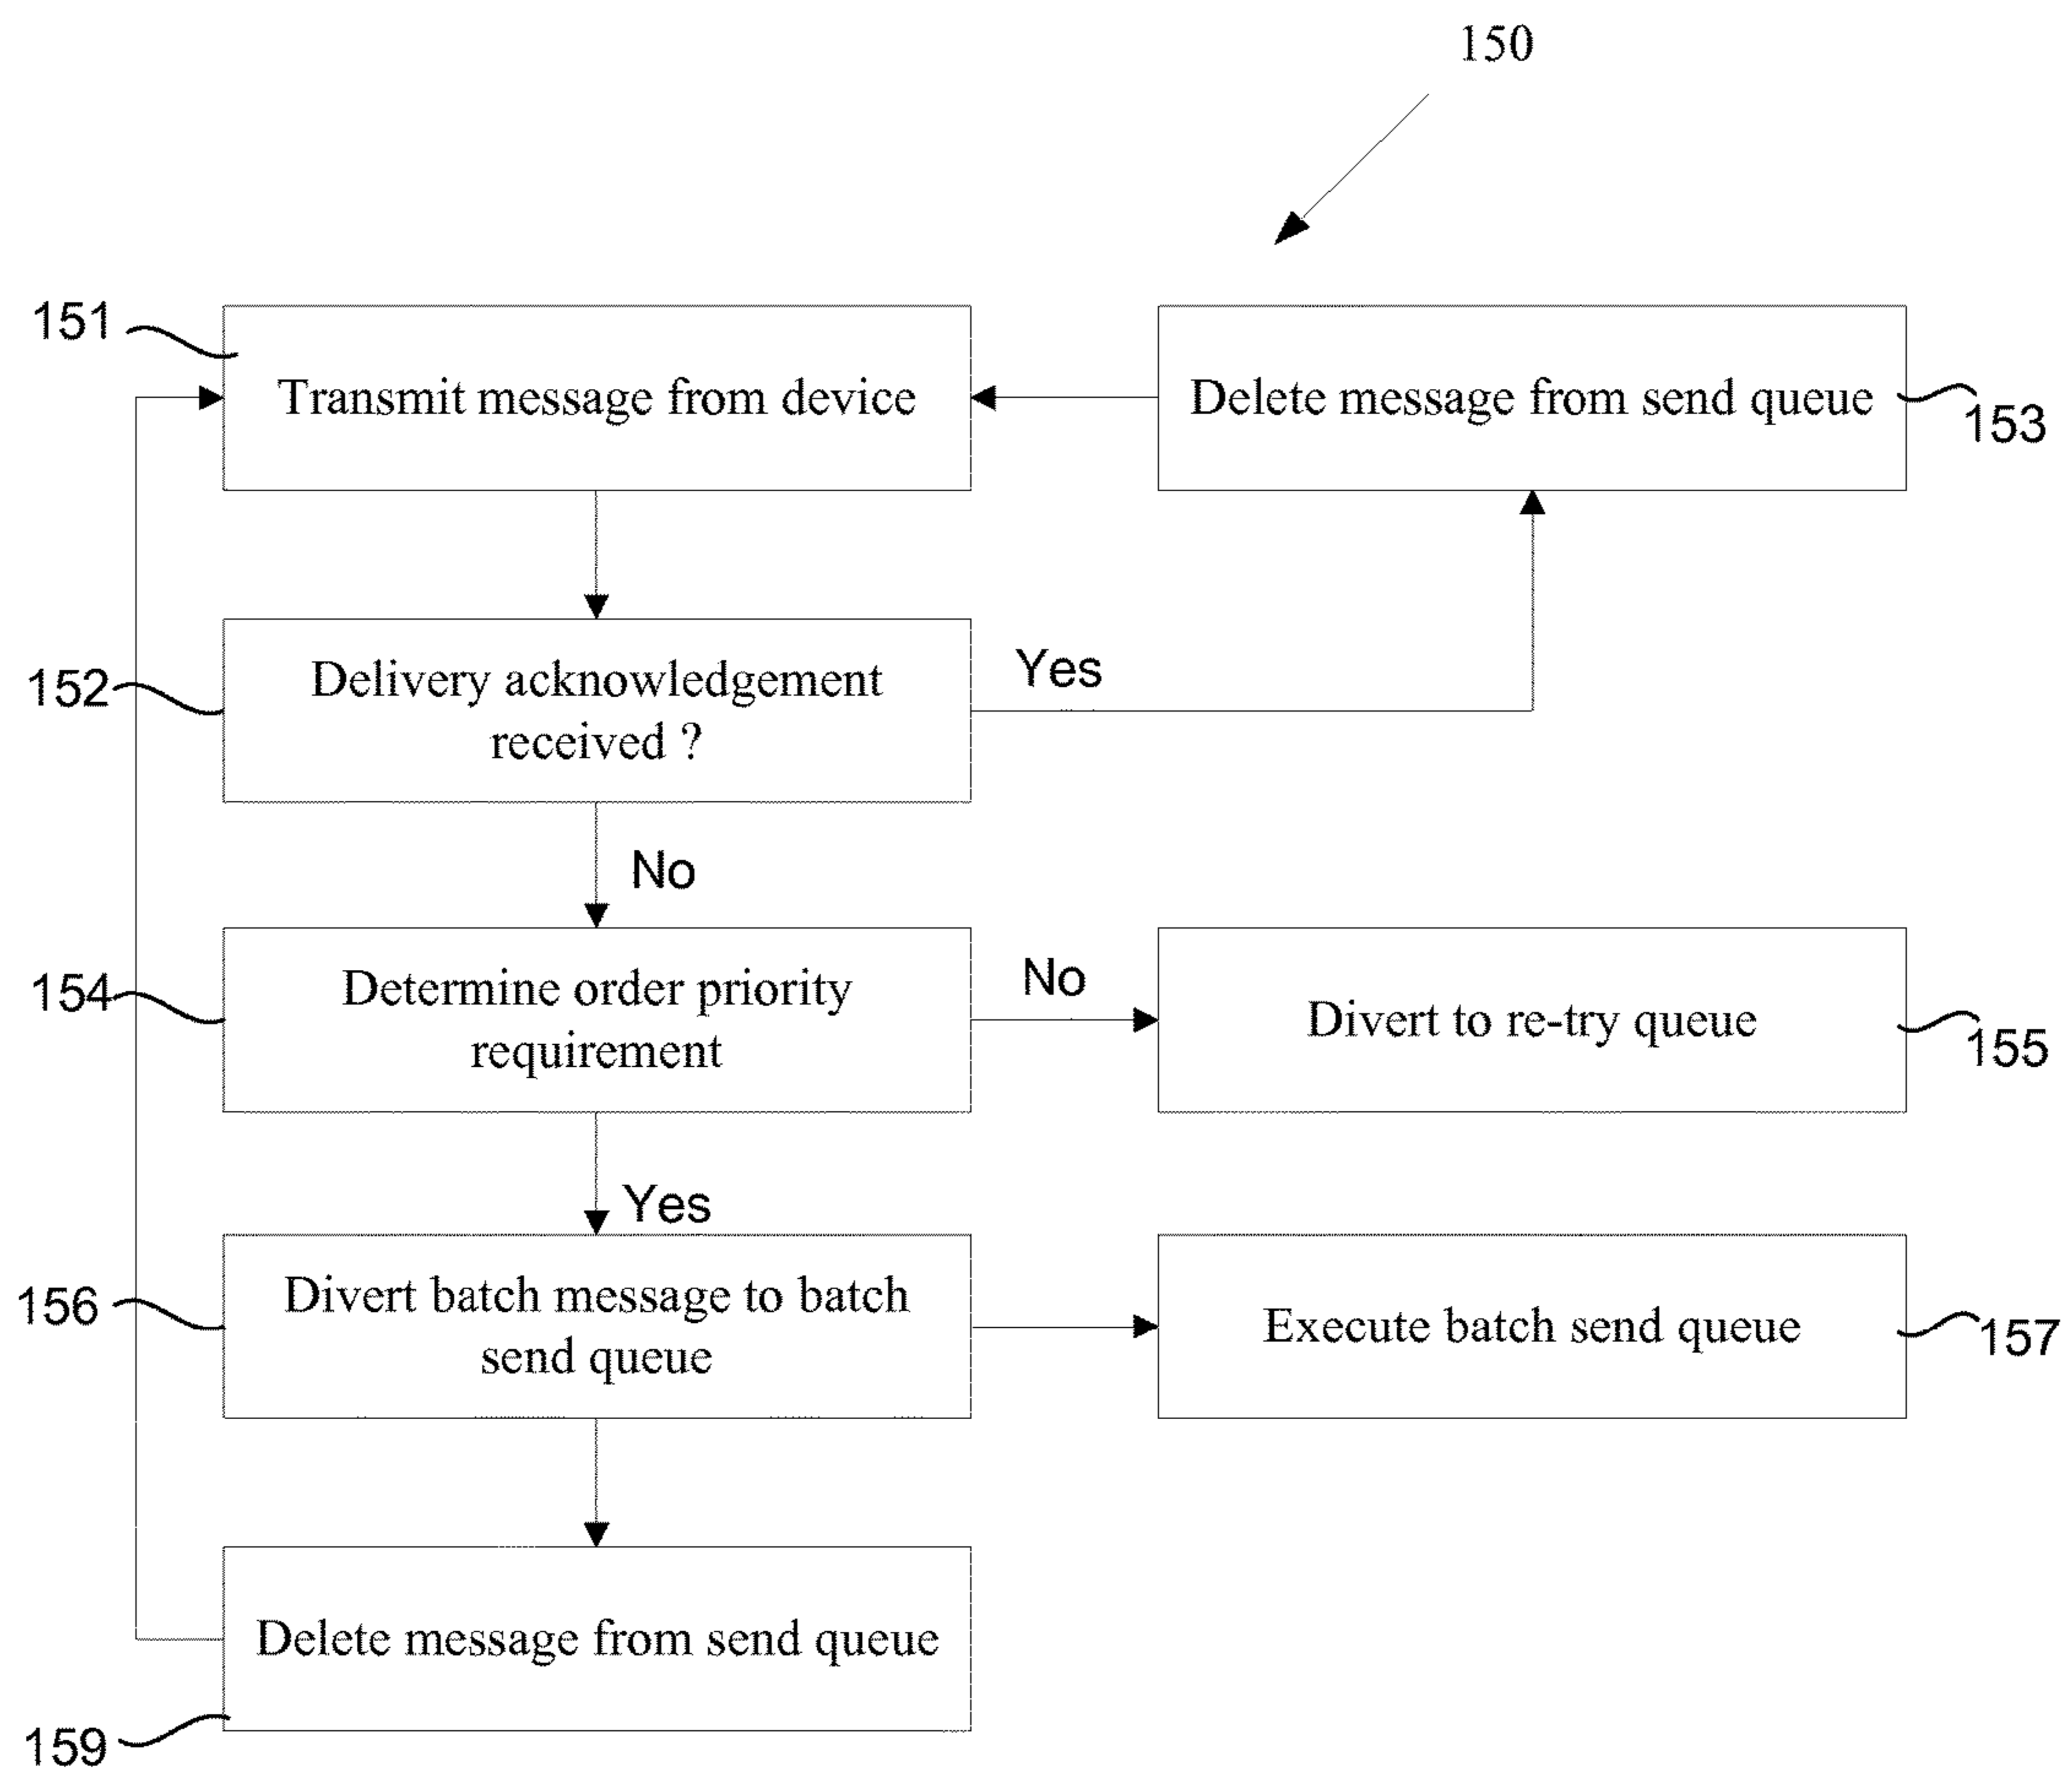 150
151
Transmit message from device
Delete message from send queue
153
152
Delivery acknowledgement
received ?
Yes
No
154
Determine order priority
requirement
No
Divert to re-try queue
155
Yes
156
Divert batch message to batch
send queue
Execute batch send queue
157
Delete message from send queue
159